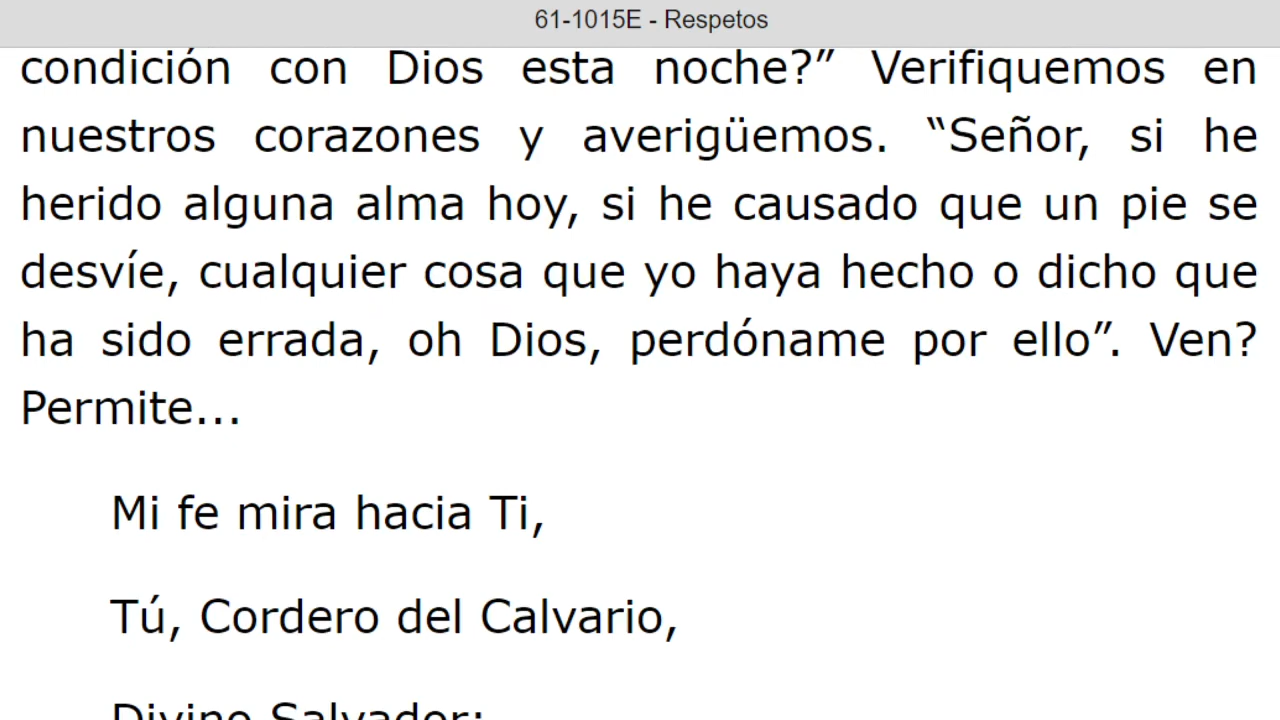 61-1015E - Respetos
condición con Dios esta noche?” Verifiquemos en
nuestros corazones y averigüemos. “Señor, si he
herido alguna alma hoy, si he causado que un pie se
desvíe, cualquier cosa que yo haya hecho o dicho que
ha sido errada, oh Dios, perdóname por ello”. Ven?
Permite...
Mi fe mira hacia Ti,
Tú, Cordero del Calvario,
Divino Salvador;